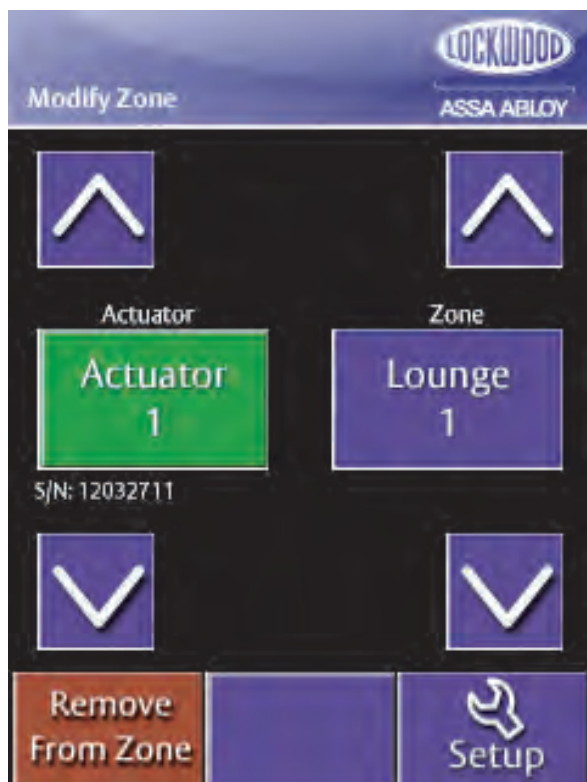 LOCKWOOD
Modify Zone
ASSA ABLOY
Actuator
Zone
Actuator
1
Lounge
1
S/N: 12032711
Remove
From Zone
Setup